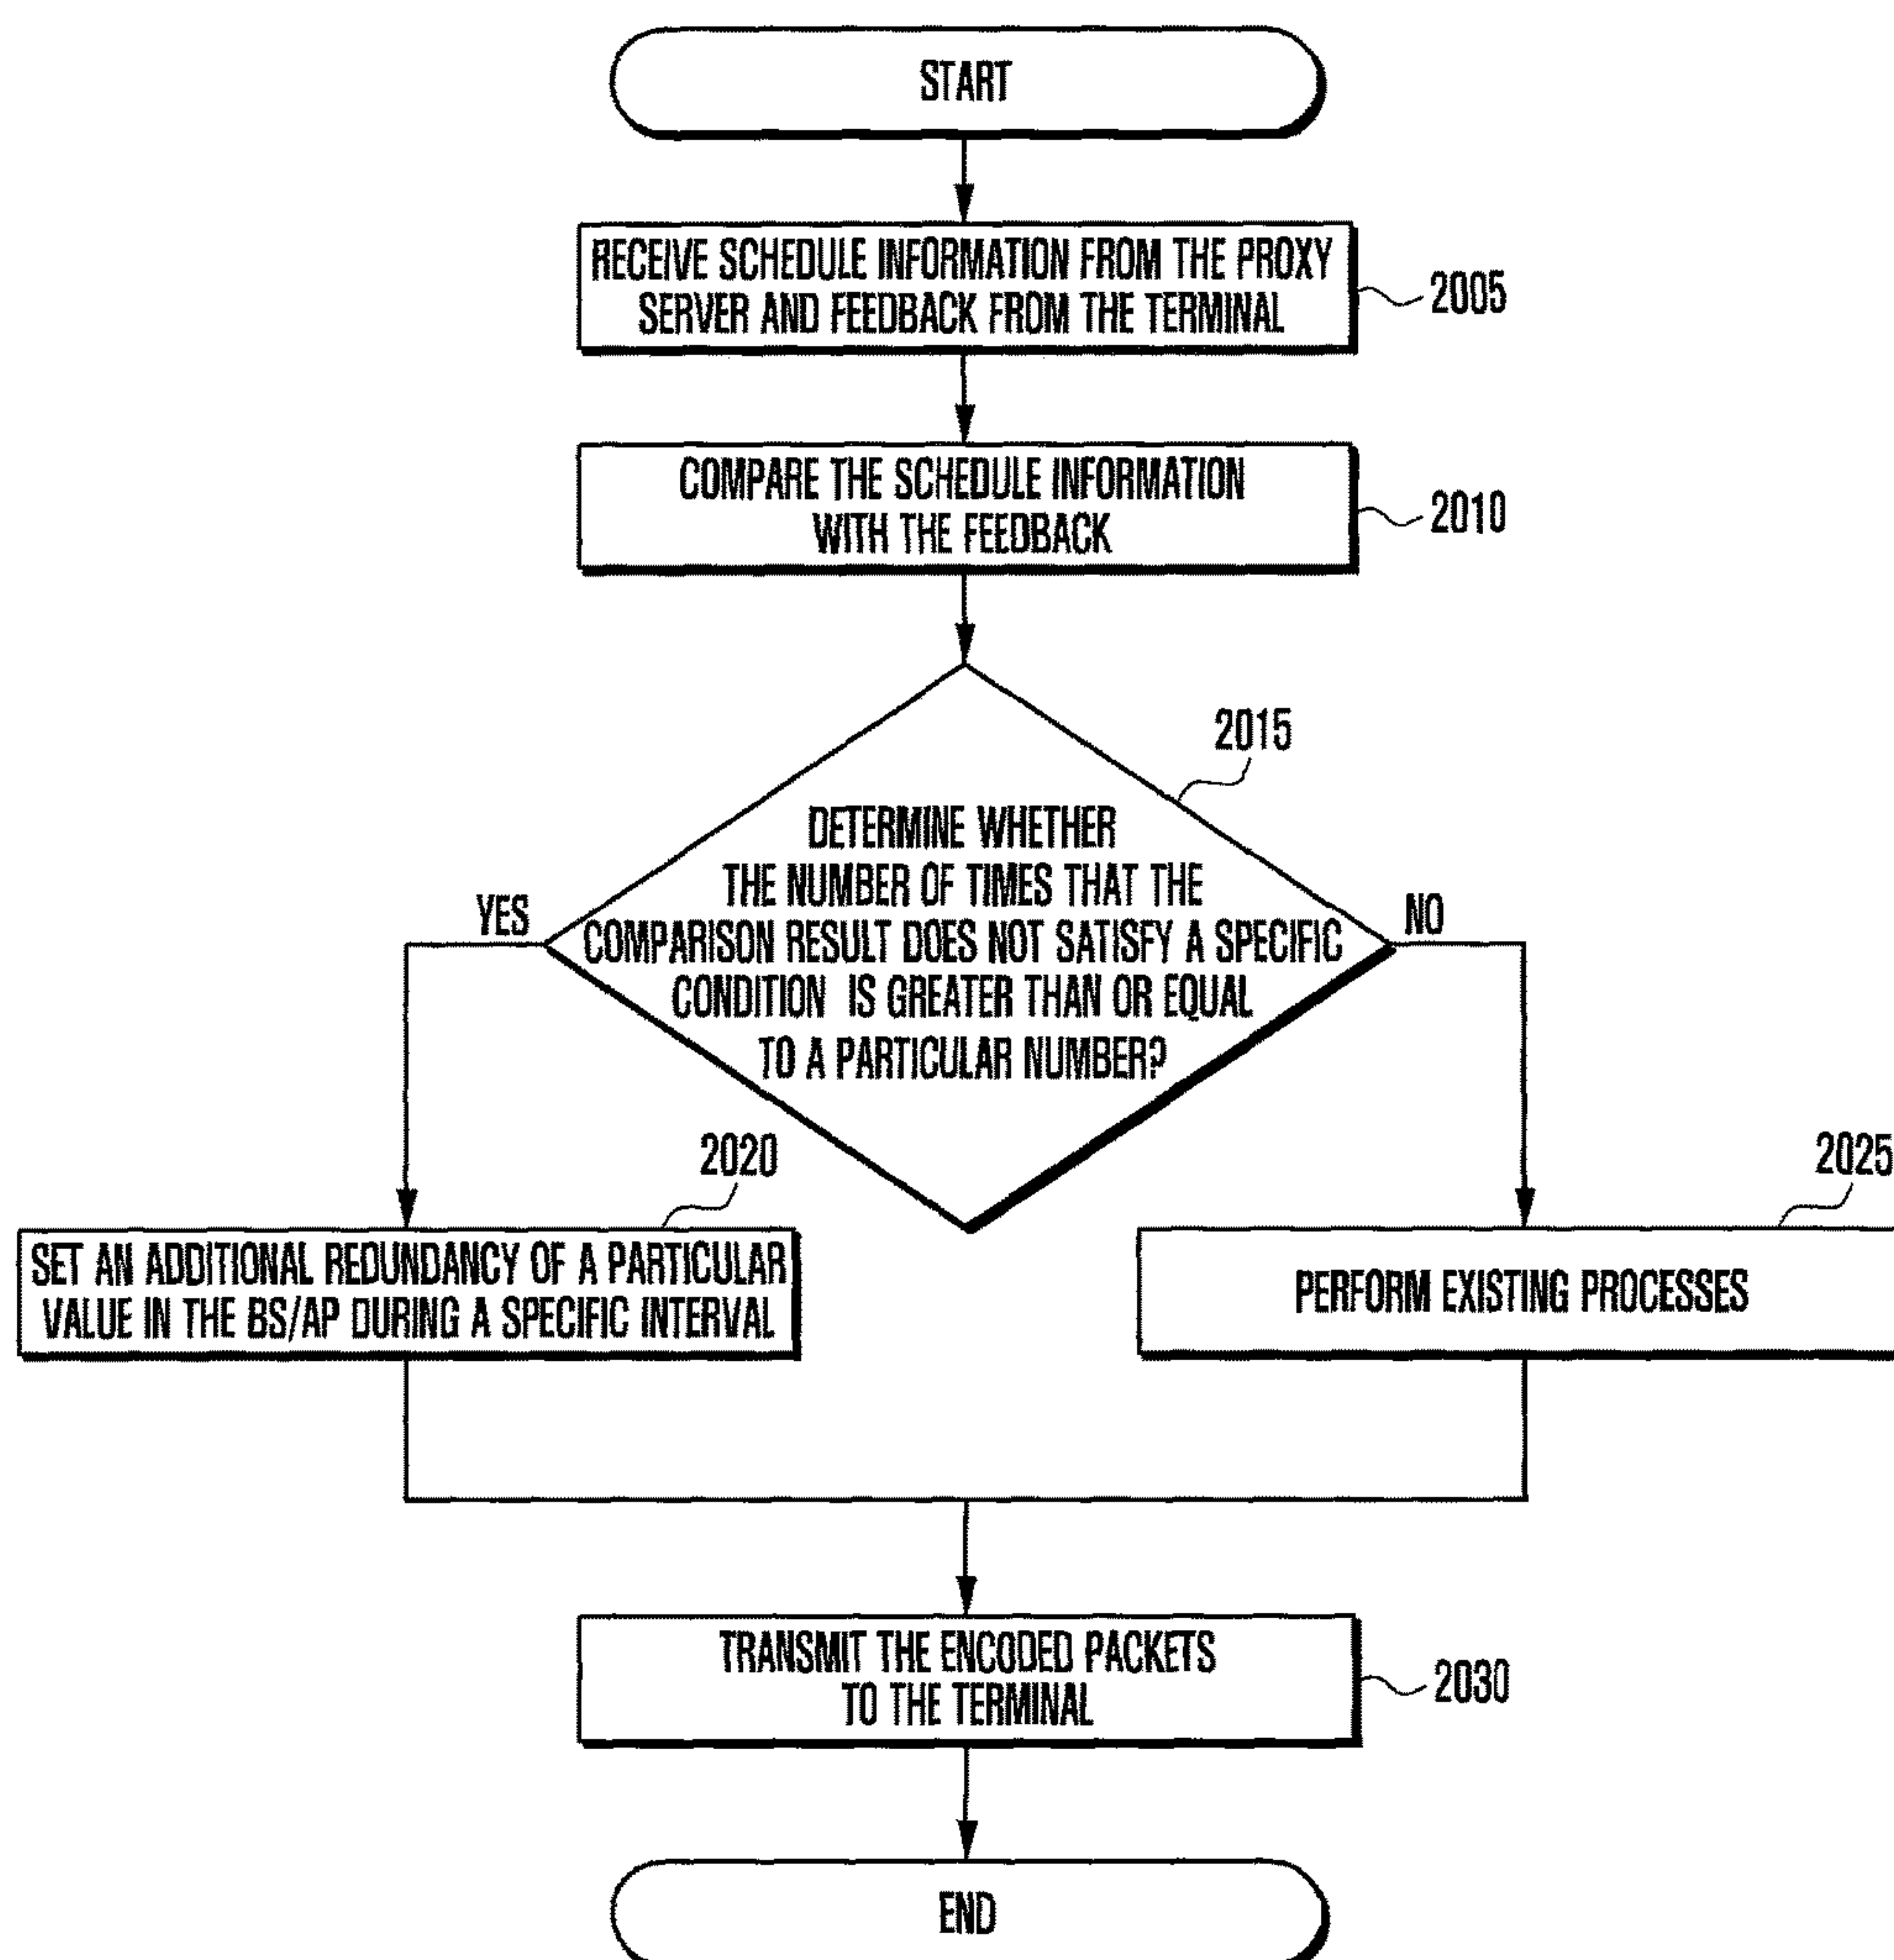 START
RECEIVE SCHEDULE INFORMATION FROM THE PROXY
SERVER AND FEEDBACK FROM THE TERMINAL
2005
COMPARE THE SCHEDULE INFORMATION
WITH THE FEEDBACK
2010
2015
DETERMINE WHETHER
THE NUMBER OF TIMES THAT THE
COMPARISON RESULT DOES NOT SATISFY A SPECIFIC
CONDITION IS GREATER THAN OR EQUAL
TO A PARTICULAR NUMBER?
YES
NO
2020
SET AN ADDITIONAL REDUNDANCY OF A PARTICULAR
VALUE IN THE BS/AP DURING A SPECIFIC INTERVAL
2025
PERFORM EXISTING PROCESSES
TRANSMIT THE ENCODED PACKETS
TO THE TERMINAL
2030
END